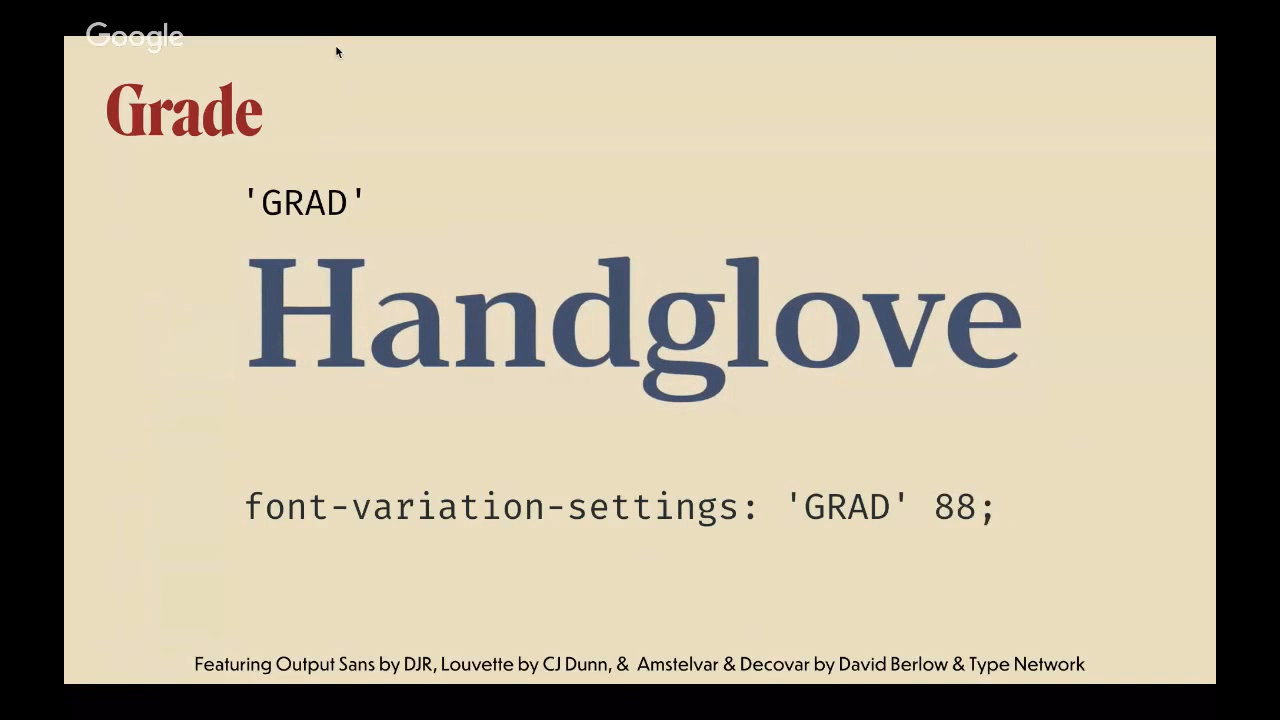 Google
Grade
'GRAD'
Handglove
font-variation-settings: 'GRAD' 88;
Featuring Output Sans by DJR, Louvette by CJ Dunn, & Amstelvar & Decovar by David Berlow & Type Network